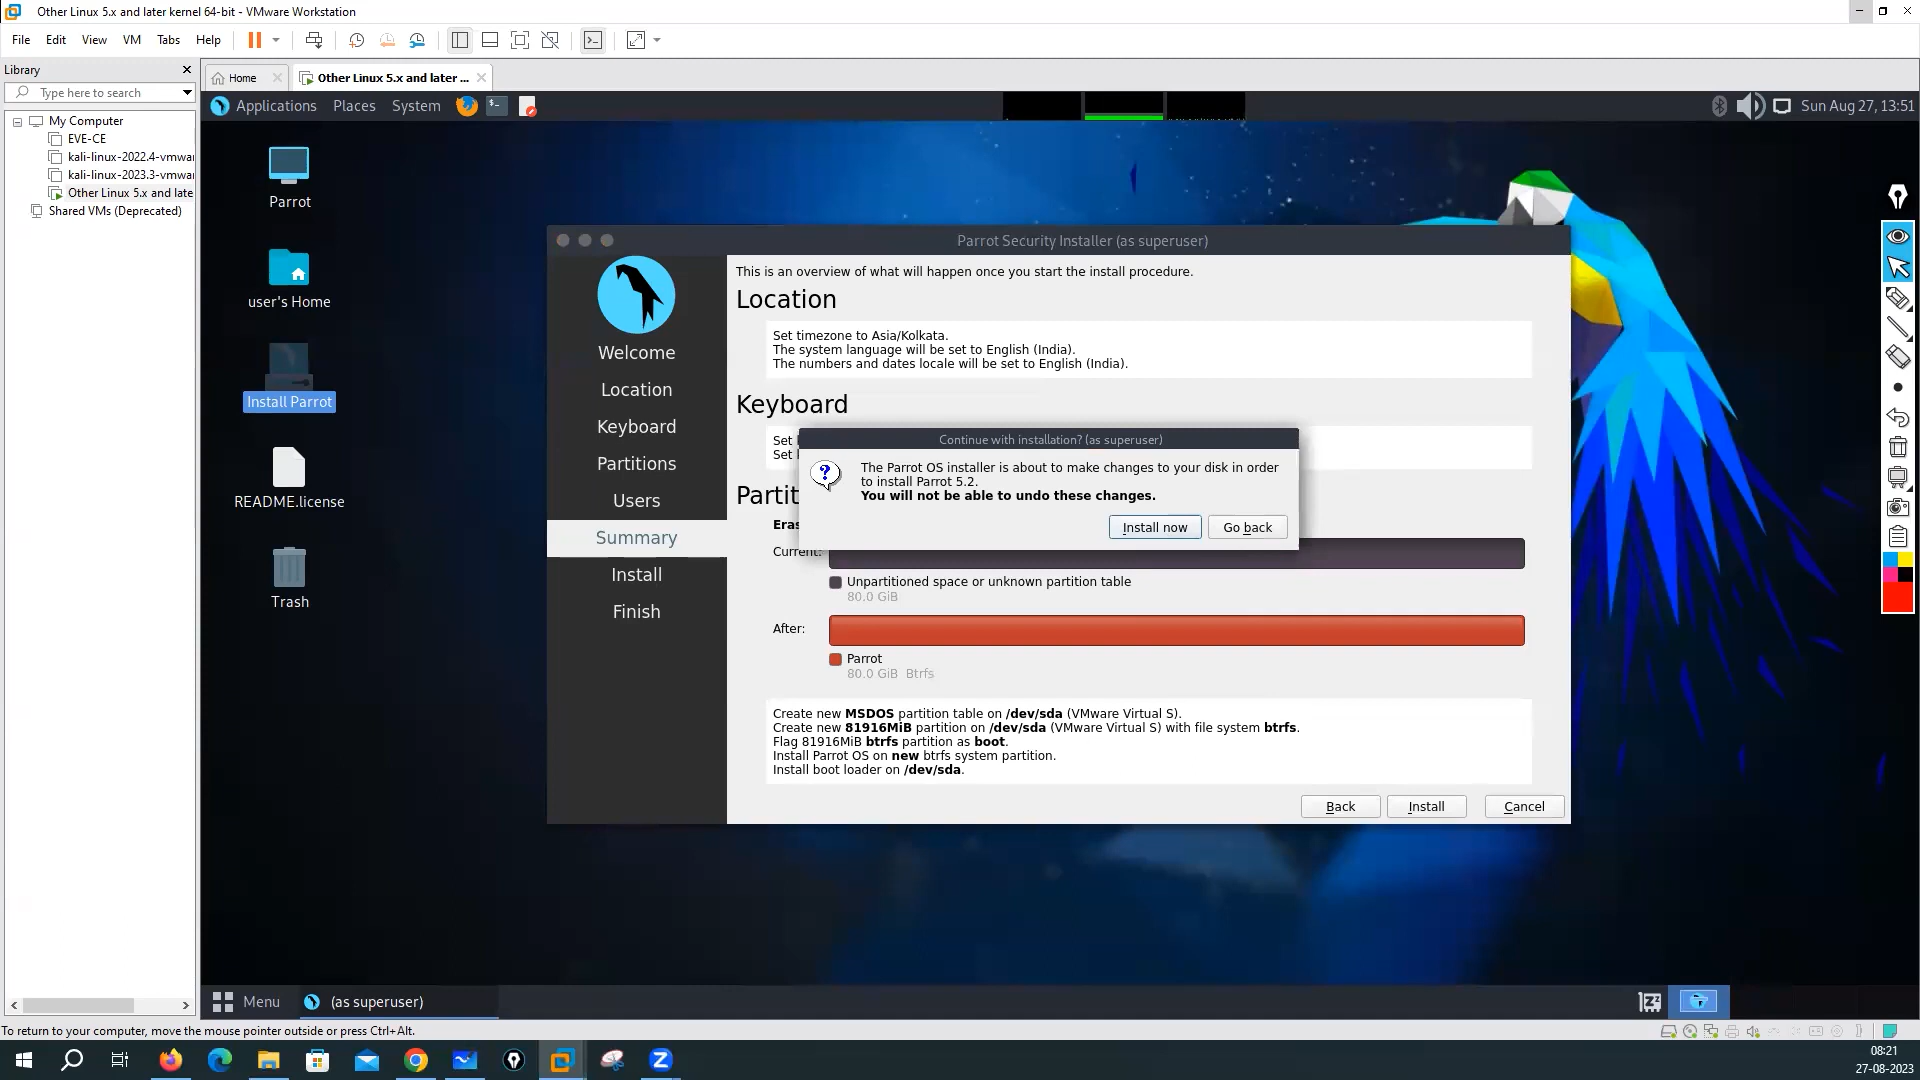 Other Linux 5.x and later kernel 64-bit - VMware Workstation
File Edit View VM Tabs Help
Library
Type here to search
My Computer
EVE-CE
kali-linux-2022.4-vmwar
kali-linux-2023.3-vmwar
Other Linux 5.x and late
Shared VMs (Deprecated)
Home
Other Linux 5.x and later ...
Applications Places System
Sun Aug 27, 13:51
Parrot
user's Home
Install Parrot
README.license
Trash
Parrot Security Installer (as superuser)
Welcome
Location
Keyboard
Partitions
Users
Summary
Install
Finish
This is an overview of what will happen once you start the install procedure.
Location
Set timezone to Asia/Kolkata.
The system language will be set to English (India).
The numbers and dates locale will be set to English (India).
Keyboard
Set
Set
Continue with installation? (as superuser)
The Parrot OS installer is about to make changes to your disk in order
to install Parrot 5.2.
You will not be able to undo these changes.
Install now Go back
Partit
Eras
Current:
Unpartitioned space or unknown partition table
80.0 GiB
After:
Parrot
80.0 GiB Btrfs
Create new MSDOS partition table on /dev/sda (VMware Virtual S).
Create new 81916MiB partition on /dev/sda (VMware Virtual S) with file system btrfs.
Flag 81916MiB btrfs partition as boot.
Install Parrot OS on new btrfs system partition.
Install boot loader on /dev/sda.
Back Install Cancel
Menu (as superuser)
To return to your computer, move the mouse pointer outside or press Ctrl+Alt.
08:21
27-08-2023